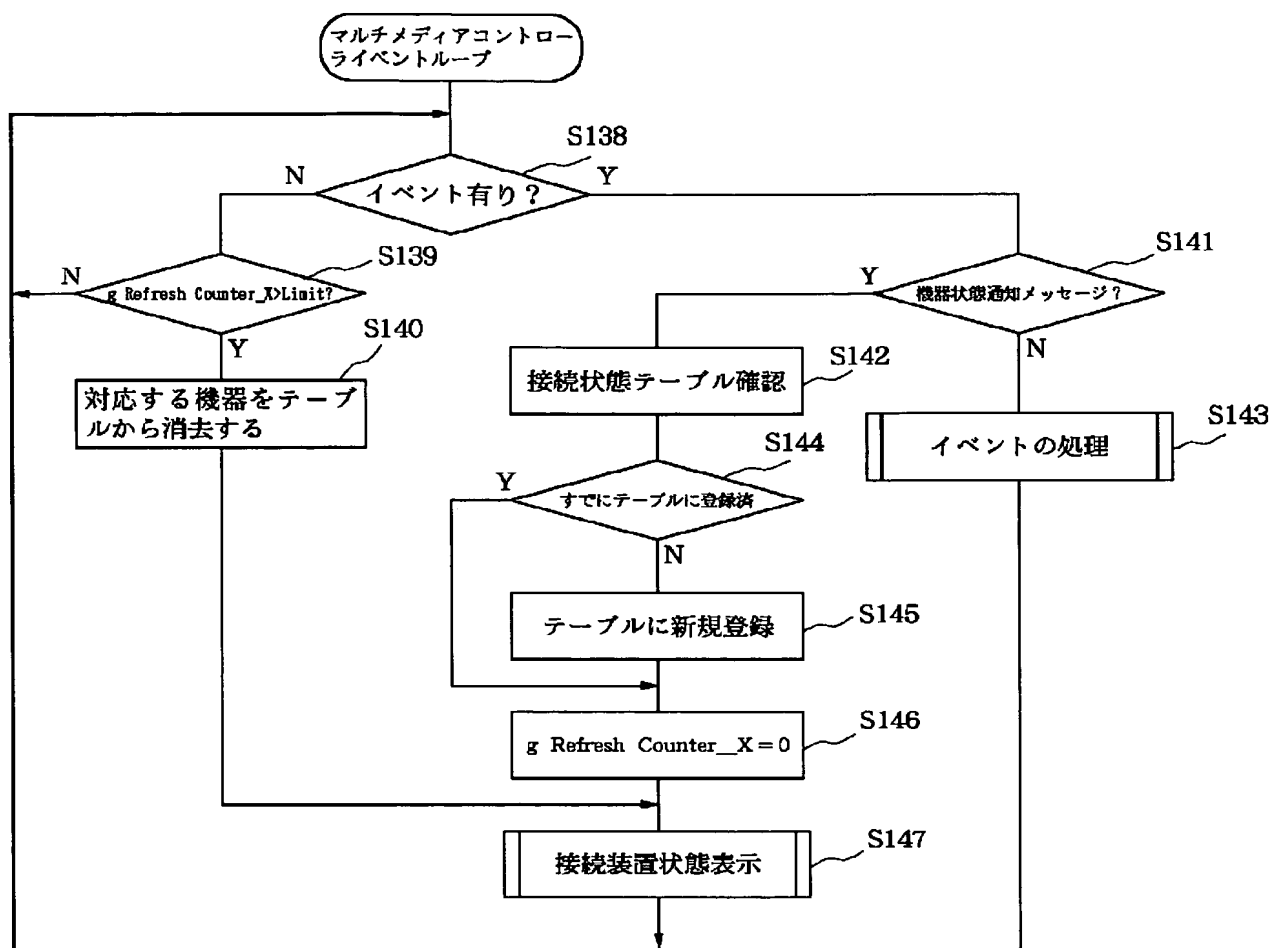 マルチメディアコントロー
ライベントループ
S138
N
イベント有り？
Y
S139
N
g Refresh Counter_X>Limit?
Y
S141
Y
機器状態通知メッセージ？
N
S140
対応する機器をテーブ
ルから消去する
S142
接続状態テーブル確認
S143
イベントの処理
S144
Y
すでにテーブルに登録済
N
S145
テーブルに新規登録
S146
g Refresh Counter__X=0
S147
接続装置状態表示